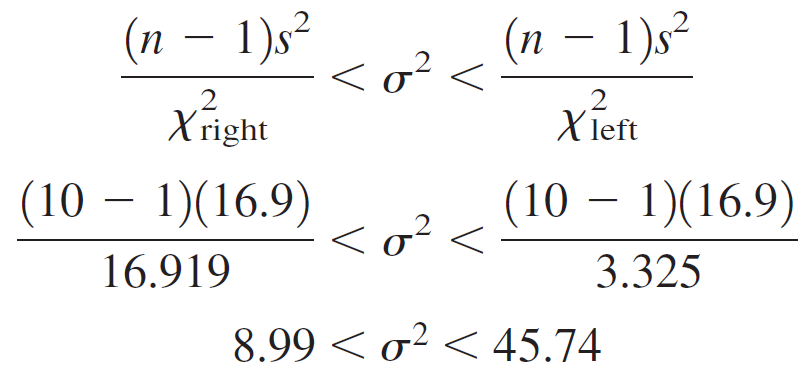 (n − 1)s² / χ²right < σ² < (n − 1)s² / χ²left
(10 − 1)(16.9) / 16.919 < σ² < (10 − 1)(16.9) / 3.325
8.99 < σ² < 45.74